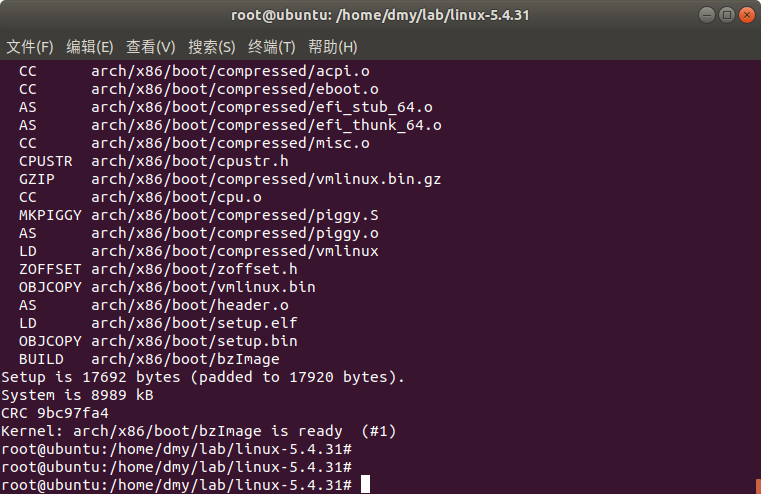 root@ubuntu: /home/dmy/lab/linux-5.4.31
文件(F) 编辑(E) 查看(V) 搜索(S) 终端(T) 帮助(H)
CC arch/x86/boot/compressed/acpi.o
CC arch/x86/boot/compressed/eboot.o
AS arch/x86/boot/compressed/efi_stub_64.o
AS arch/x86/boot/compressed/efi_thunk_64.o
CC arch/x86/boot/compressed/misc.o
CPUSTR arch/x86/boot/cpustr.h
GZIP arch/x86/boot/compressed/vmlinux.bin.gz
CC arch/x86/boot/cpu.o
MKPIGGY arch/x86/boot/compressed/piggy.S
AS arch/x86/boot/compressed/piggy.o
LD arch/x86/boot/compressed/vmlinux
ZOFFSET arch/x86/boot/zoffset.h
OBJCOPY arch/x86/boot/vmlinux.bin
AS arch/x86/boot/header.o
LD arch/x86/boot/setup.elf
OBJCOPY arch/x86/boot/setup.bin
BUILD arch/x86/boot/bzImage
Setup is 17692 bytes (padded to 17920 bytes).
System is 8989 kB
CRC 9bc97fa4
Kernel: arch/x86/boot/bzImage is ready (#1)
root@ubuntu:/home/dmy/lab/linux-5.4.31#
root@ubuntu:/home/dmy/lab/linux-5.4.31#
root@ubuntu:/home/dmy/lab/linux-5.4.31#